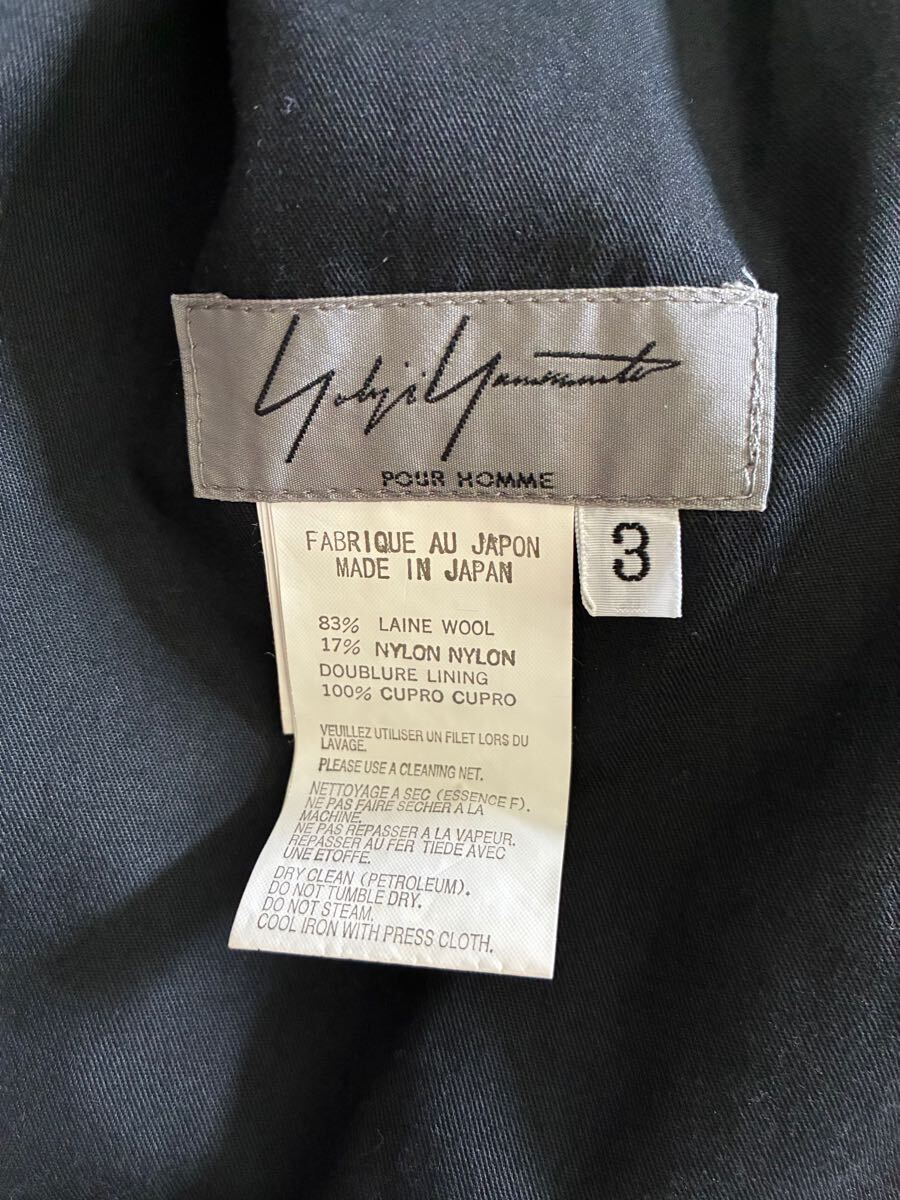 Yohji Yamamoto
POUR HOMME
3
FABRIQUE AU JAPON
MADE IN JAPAN
83% LAINE WOOL
17% NYLON NYLON
DOUBLURE LINING
100% CUPRO CUPRO
VEUILLEZ UTILISER UN FILET LORS DU
LAVAGE.
PLEASE USE A CLEANING NET.
NETTOYAGE A SEC (ESSENCE F).
NE PAS FAIRE SECHER A LA
MACHINE.
NE PAS REPASSER A LA VAPEUR.
REPASSER AU FER TIEDE AVEC
UNE ETOFFE.
DRY CLEAN (PETROLEUM).
DO NOT TUMBLE DRY.
DO NOT STEAM.
COOL IRON WITH PRESS CLOTH.